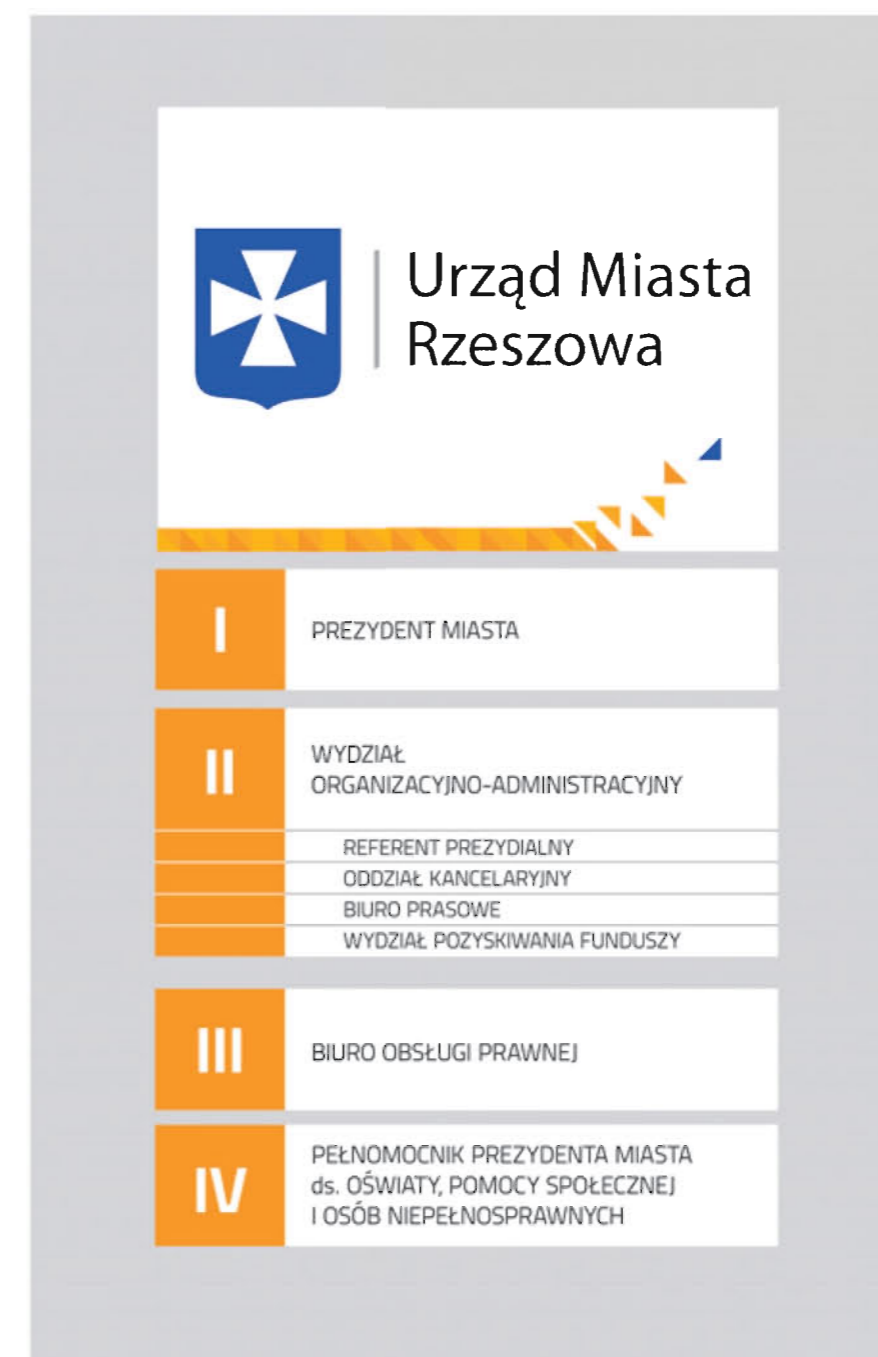 Urząd Miasta
Rzeszowa
I
PREZYDENT MIASTA
II
WYDZIAŁ
ORGANIZACYJNO-ADMINISTRACYJNY
REFERENT PREZYDIALNY
ODDZIAŁ KANCELARYJNY
BIURO PRASOWE
WYDZIAŁ POZYSKIWANIA FUNDUSZY
III
BIURO OBSŁUGI PRAWNEJ
IV
PEŁNOMOCNIK PREZYDENTA MIASTA
ds. OŚWIATY, POMOCY SPOŁECZNEJ
I OSÓB NIEPEŁNOSPRAWNYCH